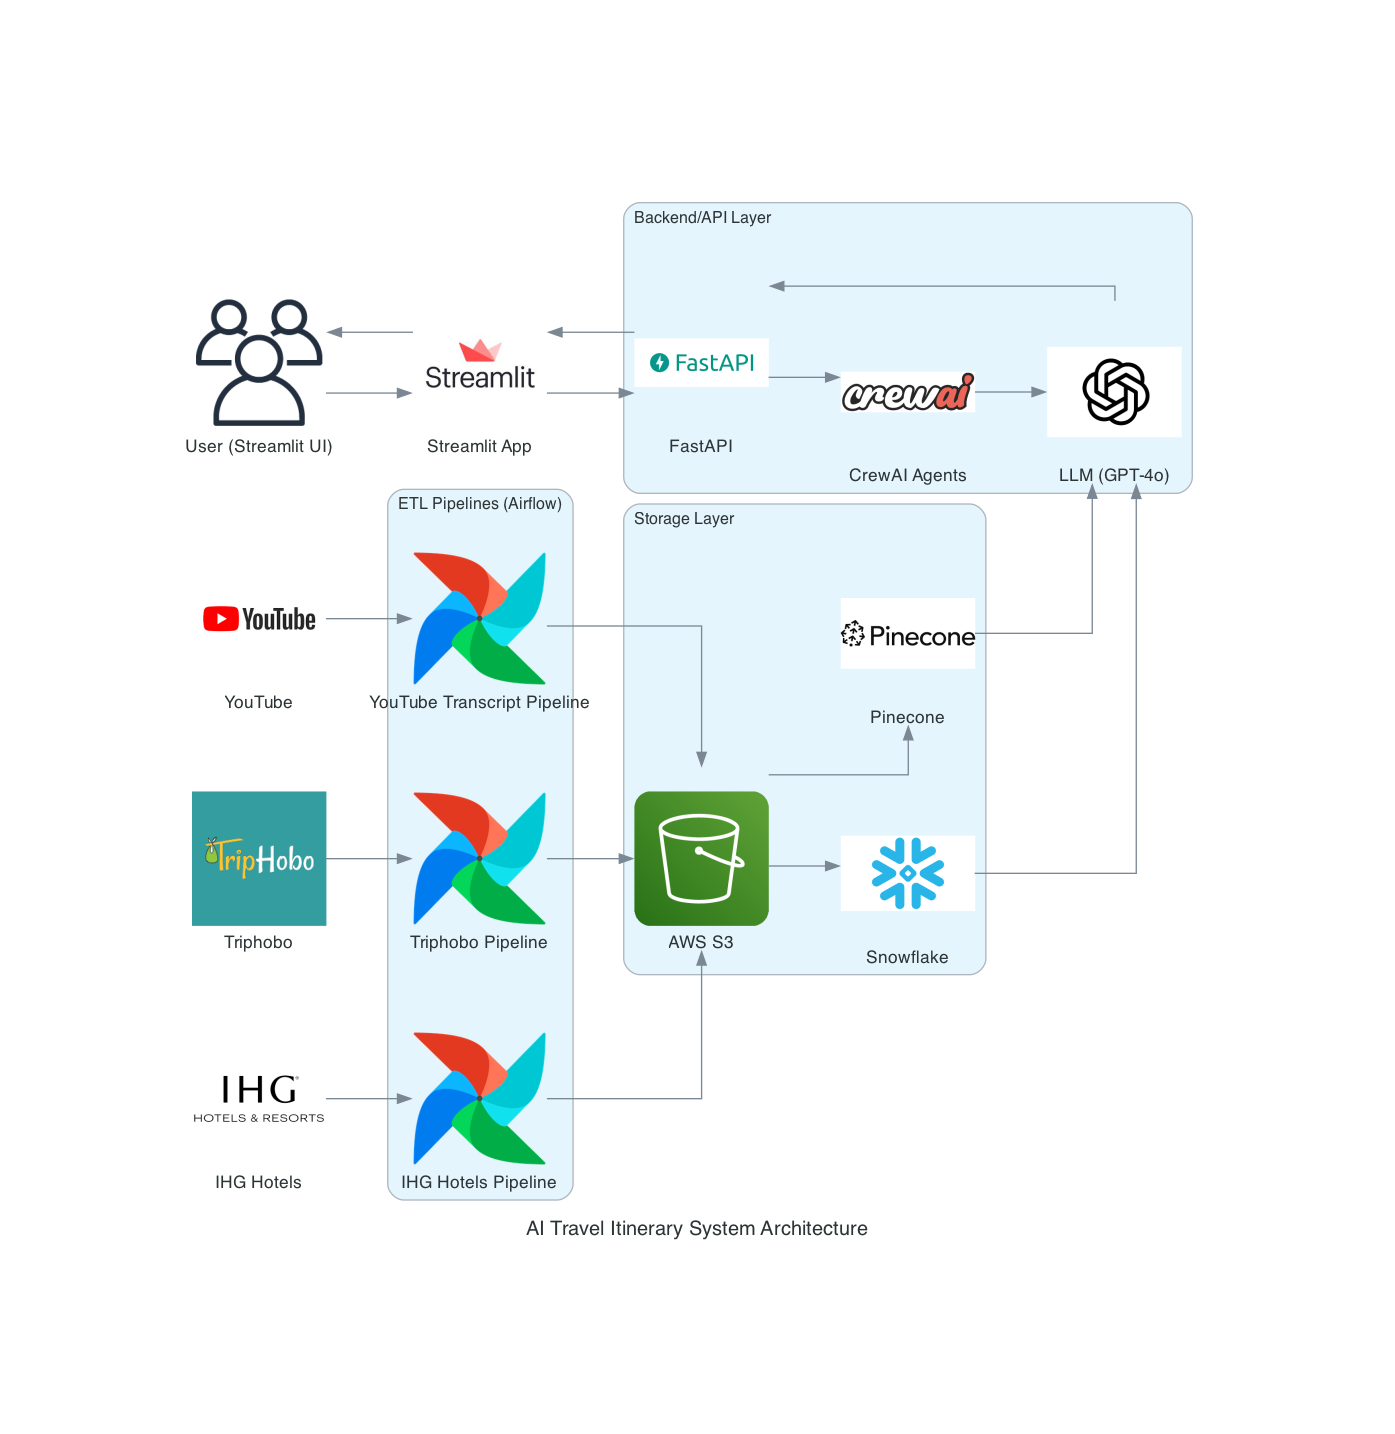 Backend/API Layer
Streamlit
FastAPI
crewai
User (Streamlit UI)
Streamlit App
FastAPI
CrewAI Agents
LLM (GPT-4o)
ETL Pipelines (Airflow)
Storage Layer
YouTube
Pinecone
YouTube
YouTube Transcript Pipeline
Pinecone
TripHobo
Triphobo
Triphobo Pipeline
AWS S3
Snowflake
IHG
HOTELS & RESORTS
IHG Hotels
IHG Hotels Pipeline
AI Travel Itinerary System Architecture